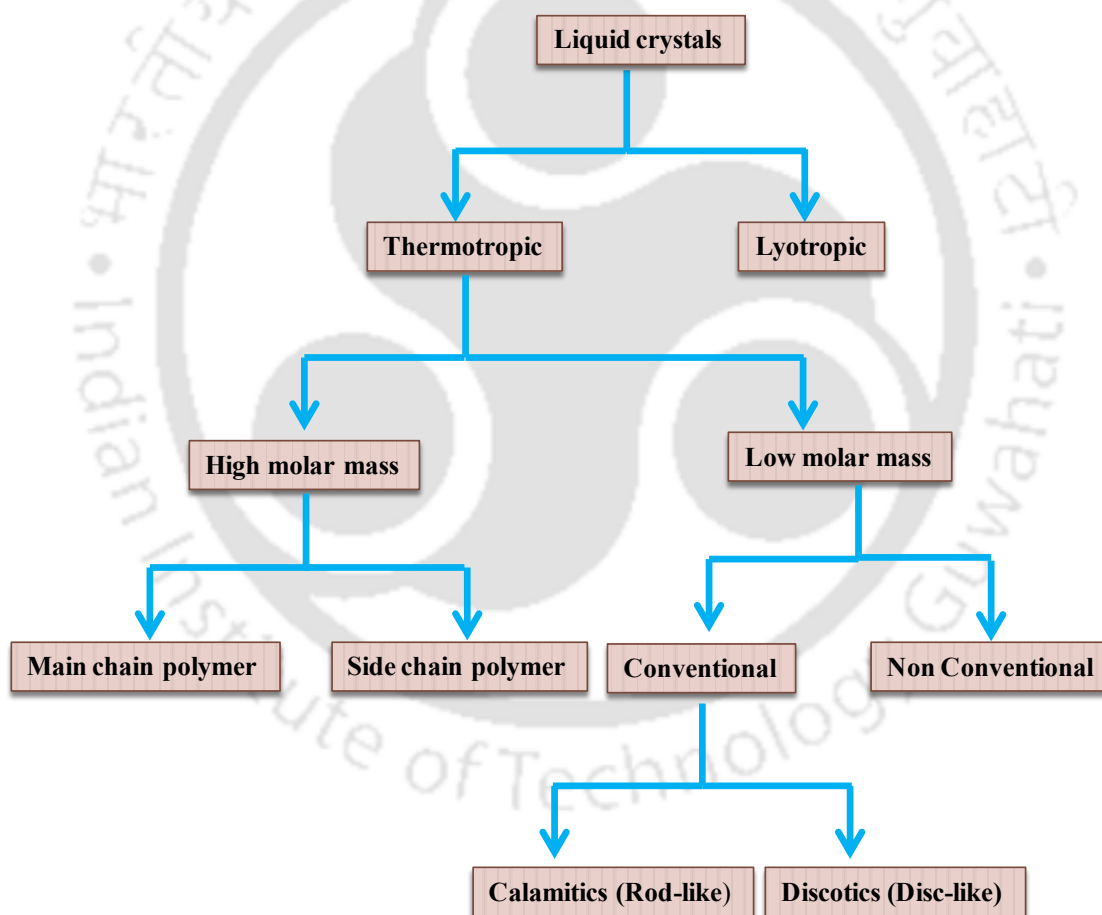 Liquid crystals
Thermotropic
Lyotropic
High molar mass
Low molar mass
Main chain polymer
Side chain polymer
Conventional
Non Conventional
Calamitics (Rod-like)
Discotics (Disc-like)
Indian Institute of Technology Guwahati